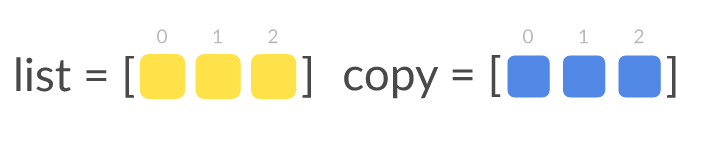 0 1 2 0 1 2
list = [ ] copy = [ ]